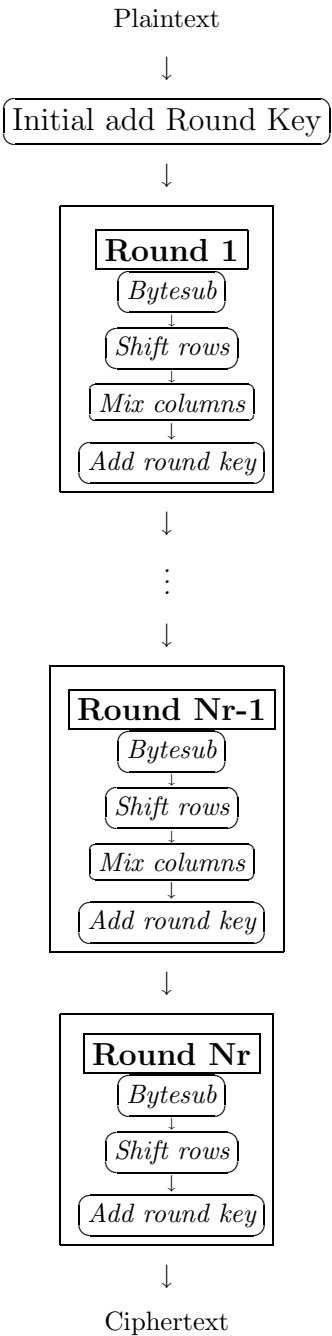 Plaintext
Initial add Round Key
Round 1
Bytesub
Shift rows
Mix columns
Add round key
Round Nr-1
Bytesub
Shift rows
Mix columns
Add round key
Round Nr
Bytesub
Shift rows
Add round key
Ciphertext